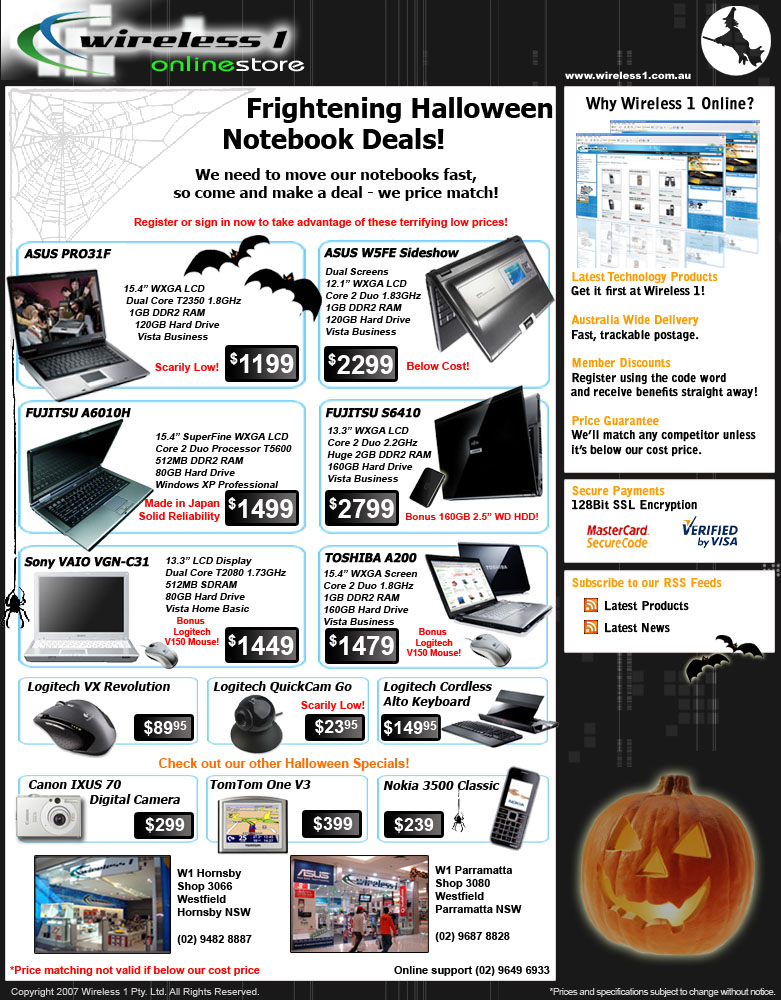 wireless 1
onlinestore
www.wireless1.com.au
Frightening Halloween
Notebook Deals!
We need to move our notebooks fast,
so come and make a deal - we price match!
Register or sign in now to take advantage of these terrifying low prices!
ASUS PRO31F
15.4" WXGA LCD
Dual Core T2350 1.8GHz
1GB DDR2 RAM
120GB Hard Drive
Vista Business
Scarily Low!
$1199
ASUS W5FE Sideshow
Dual Screens
12.1" WXGA LCD
Core 2 Duo 1.83GHz
1GB DDR2 RAM
120GB Hard Drive
Vista Business
$2299
Below Cost!
FUJITSU A6010H
15.4" SuperFine WXGA LCD
Core 2 Duo Processor T5600
512MB DDR2 RAM
80GB Hard Drive
Windows XP Professional
Made in Japan
Solid Reliability
$1499
FUJITSU S6410
13.3" WXGA LCD
Core 2 Duo 2.2GHz
Huge 2GB DDR2 RAM
160GB Hard Drive
Vista Business
$2799
Bonus 160GB 2.5" WD HDD!
Sony VAIO VGN-C31
13.3" LCD Display
Dual Core T2080 1.73GHz
512MB SDRAM
80GB Hard Drive
Vista Home Basic
Bonus
Logitech
V150 Mouse!
$1449
TOSHIBA A200
15.4" WXGA Screen
Core 2 Duo 1.8GHz
1GB DDR2 RAM
160GB Hard Drive
Vista Business
$1479
Bonus
Logitech
V150 Mouse!
Logitech VX Revolution
$89.95
Logitech QuickCam Go
Scarily Low!
$23.95
Logitech Cordless
Alto Keyboard
$149.95
Check out our other Halloween Specials!
Canon IXUS 70
Digital Camera
$299
TomTom One V3
$399
Nokia 3500 Classic
$239
NOKIA
wireless 1
W1 Hornsby
Shop 3066
Westfield
Hornsby NSW
(02) 9482 8887
ASUS
wireless 1
W1 Parramatta
Shop 3080
Westfield
Parramatta NSW
(02) 9687 8828
*Price matching not valid if below our cost price
Online support (02) 9649 6933
Why Wireless 1 Online?
Latest Technology Products
Get it first at Wireless 1!
Australia Wide Delivery
Fast, trackable postage.
Member Discounts
Register using the code word
and receive benefits straight away!
Price Guarantee
We'll match any competitor unless
it's below our cost price.
Secure Payments
128Bit SSL Encryption
MasterCard.
SecureCode
VERIFIED
by VISA
Subscribe to our RSS Feeds
Latest Products
Latest News
Copyright 2007 Wireless 1 Pty. Ltd. All Rights Reserved.
*Prices and specifications subject to change without notice.